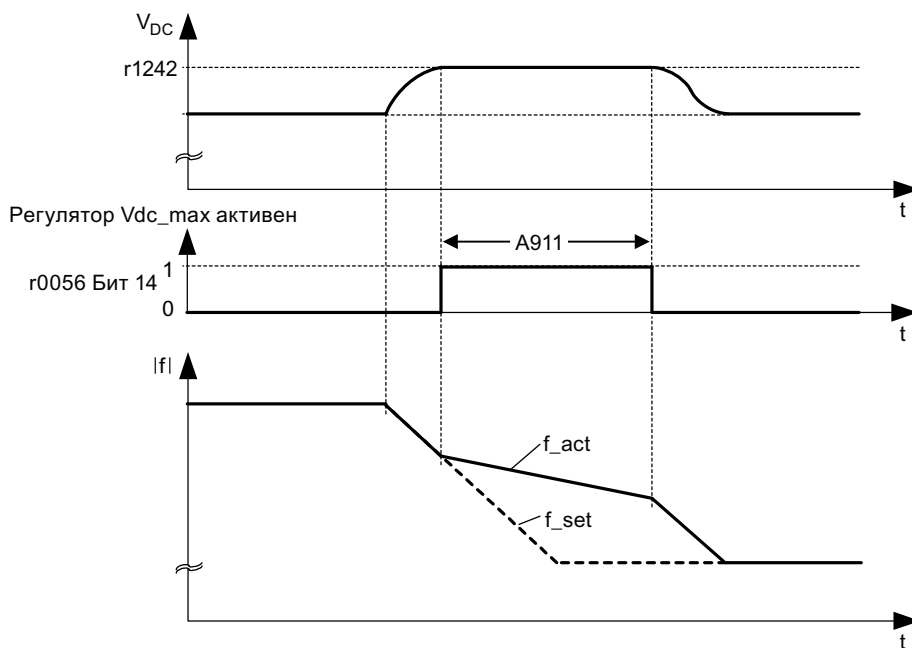 V_DC
r1242
t
Регулятор Vdc_max активен
A911
1
r0056 Бит 14
0
t
|f|
f_act
f_set
t